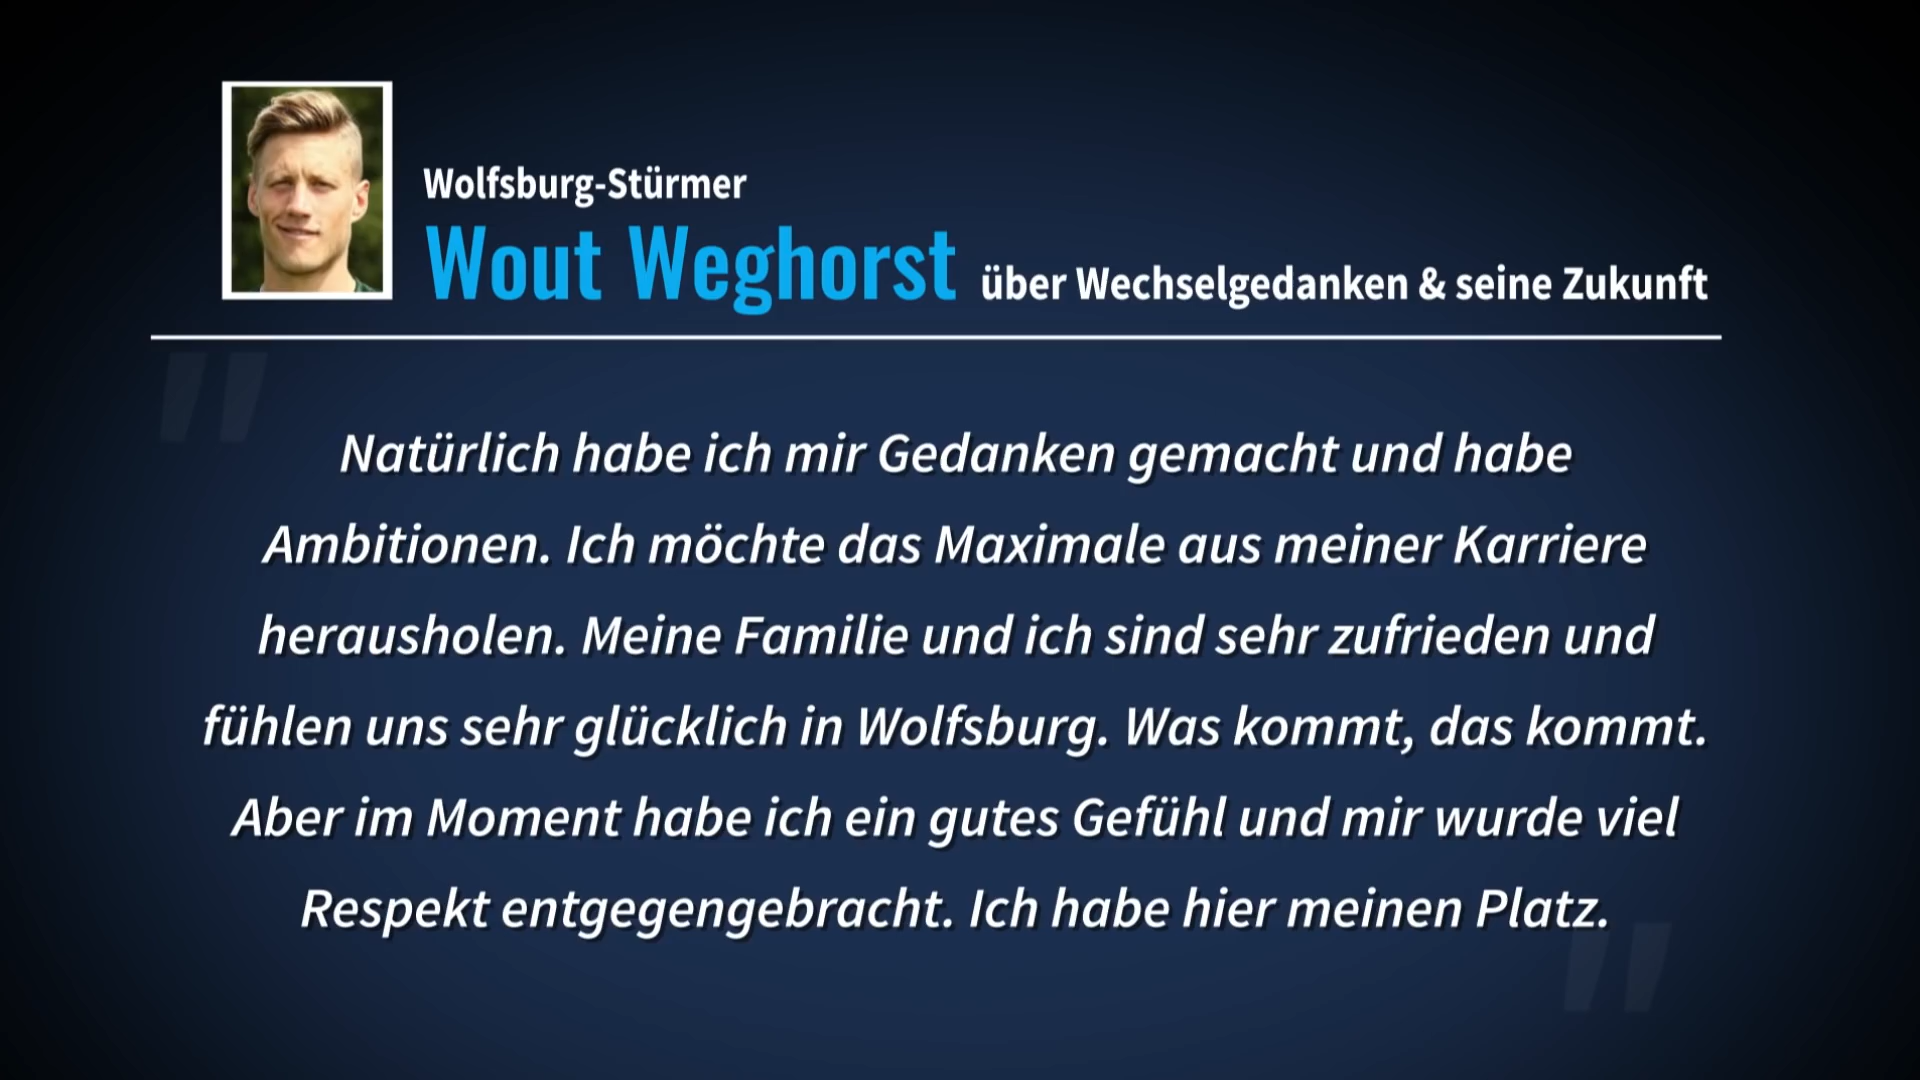 Wolfsburg-Stürmer
Wout Weghorst über Wechselgedanken & seine Zukunft
"
Natürlich habe ich mir Gedanken gemacht und habe
Ambitionen. Ich möchte das Maximale aus meiner Karriere
herausholen. Meine Familie und ich sind sehr zufrieden und
fühlen uns sehr glücklich in Wolfsburg. Was kommt, das kommt.
Aber im Moment habe ich ein gutes Gefühl und mir wurde viel
Respekt entgegengebracht. Ich habe hier meinen Platz.
"